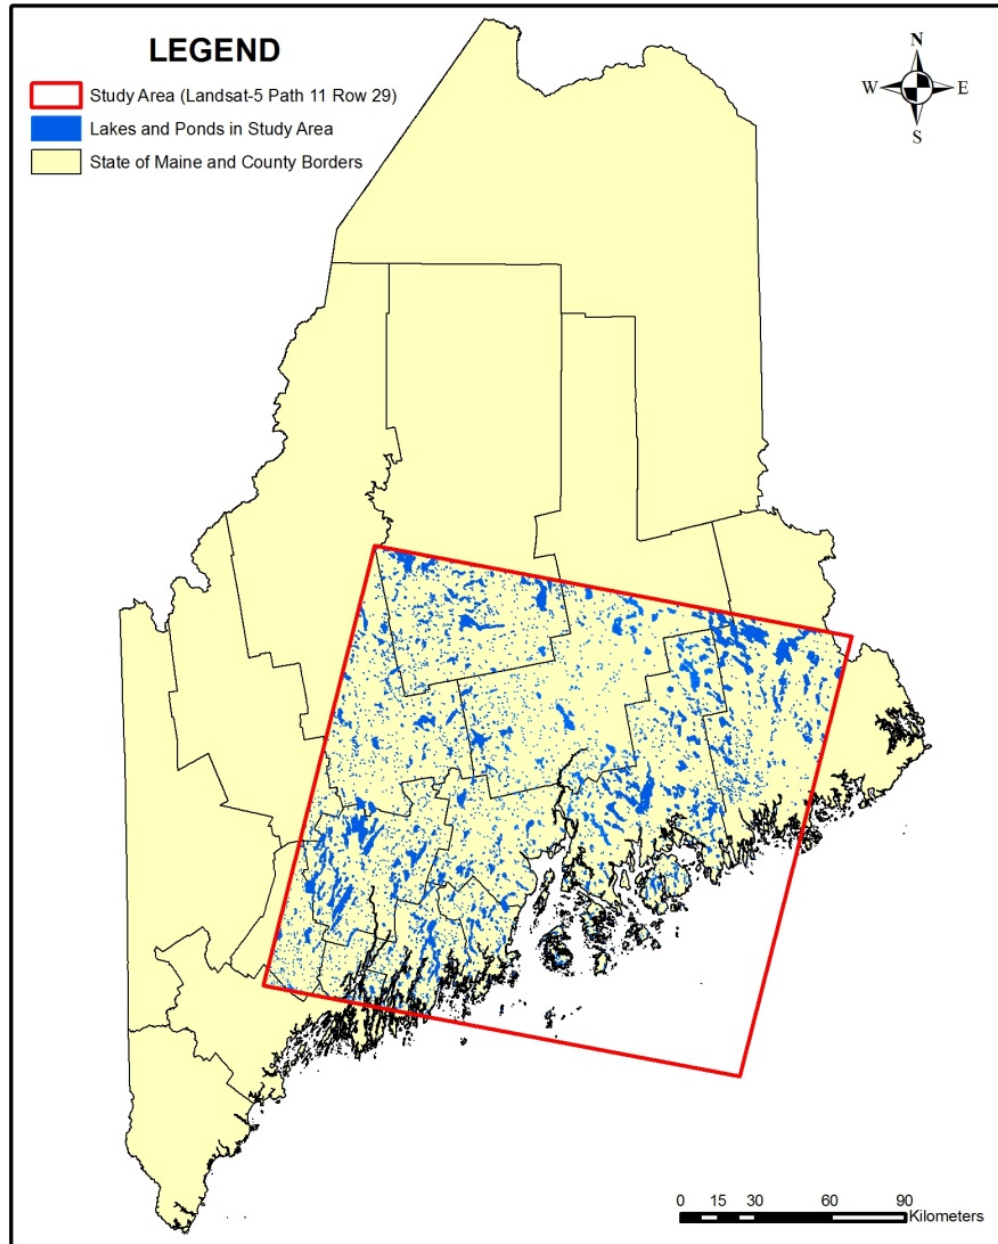 LEGEND
Study Area (Landsat-5 Path 11 Row 29)
Lakes and Ponds in Study Area
State of Maine and County Borders
N
W E
S
0 15 30 60 90
Kilometers